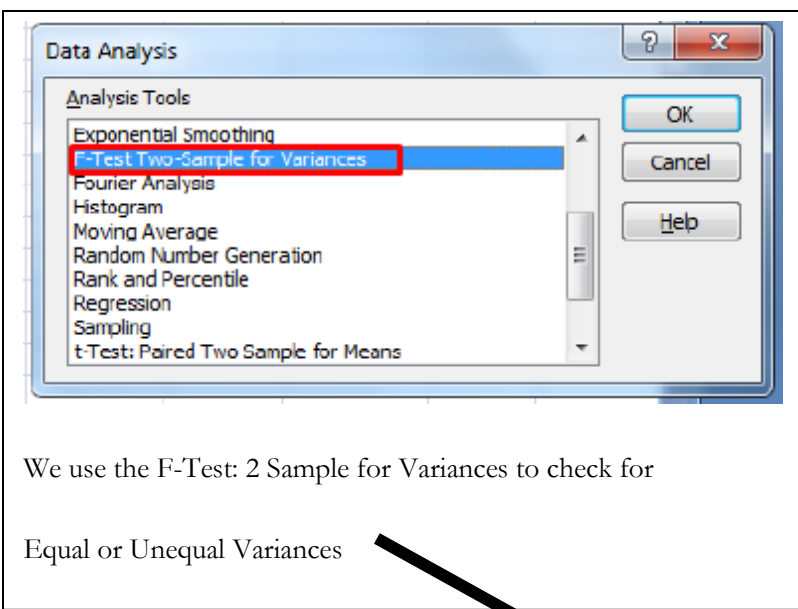 Data Analysis
Analysis Tools
Exponential Smoothing
F-Test Two-Sample for Variances
Fourier Analysis
Histogram
Moving Average
Random Number Generation
Rank and Percentile
Regression
Sampling
t-Test: Paired Two Sample for Means
OK
Cancel
Help
We use the F-Test: 2 Sample for Variances to check for
Equal or Unequal Variances